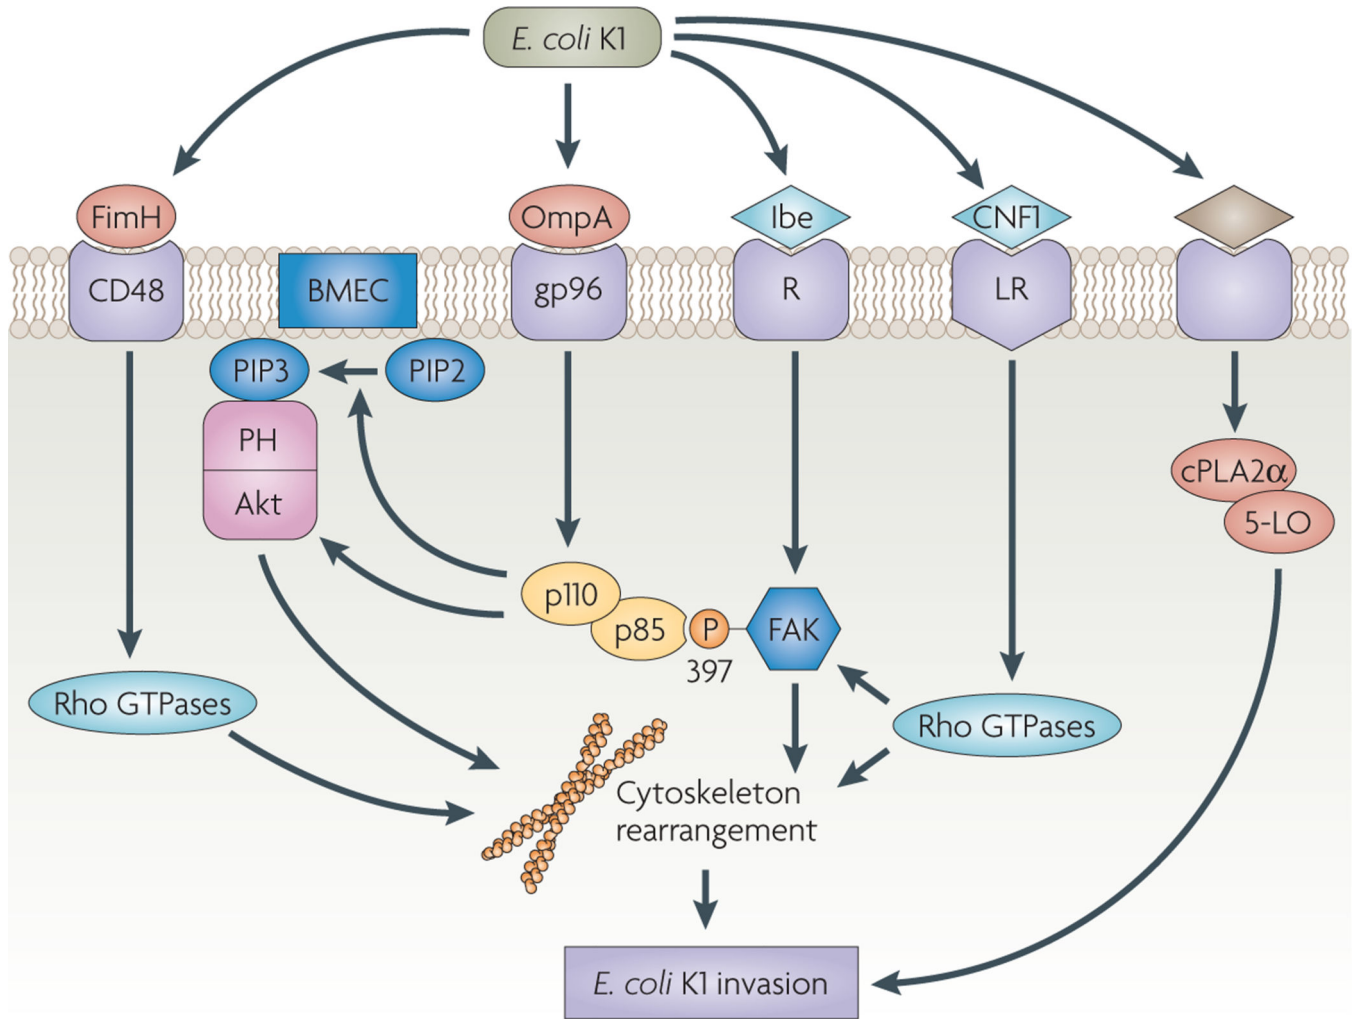 E. coli K1
FimH
OmpA
Ibe
CNF1
CD48
BMEC
gp96
R
LR
PIP3
PIP2
PH
Akt
cPLA2α
5-LO
p110
p85
P
FAK
397
Rho GTPases
Rho GTPases
Cytoskeleton
rearrangement
E. coli K1 invasion